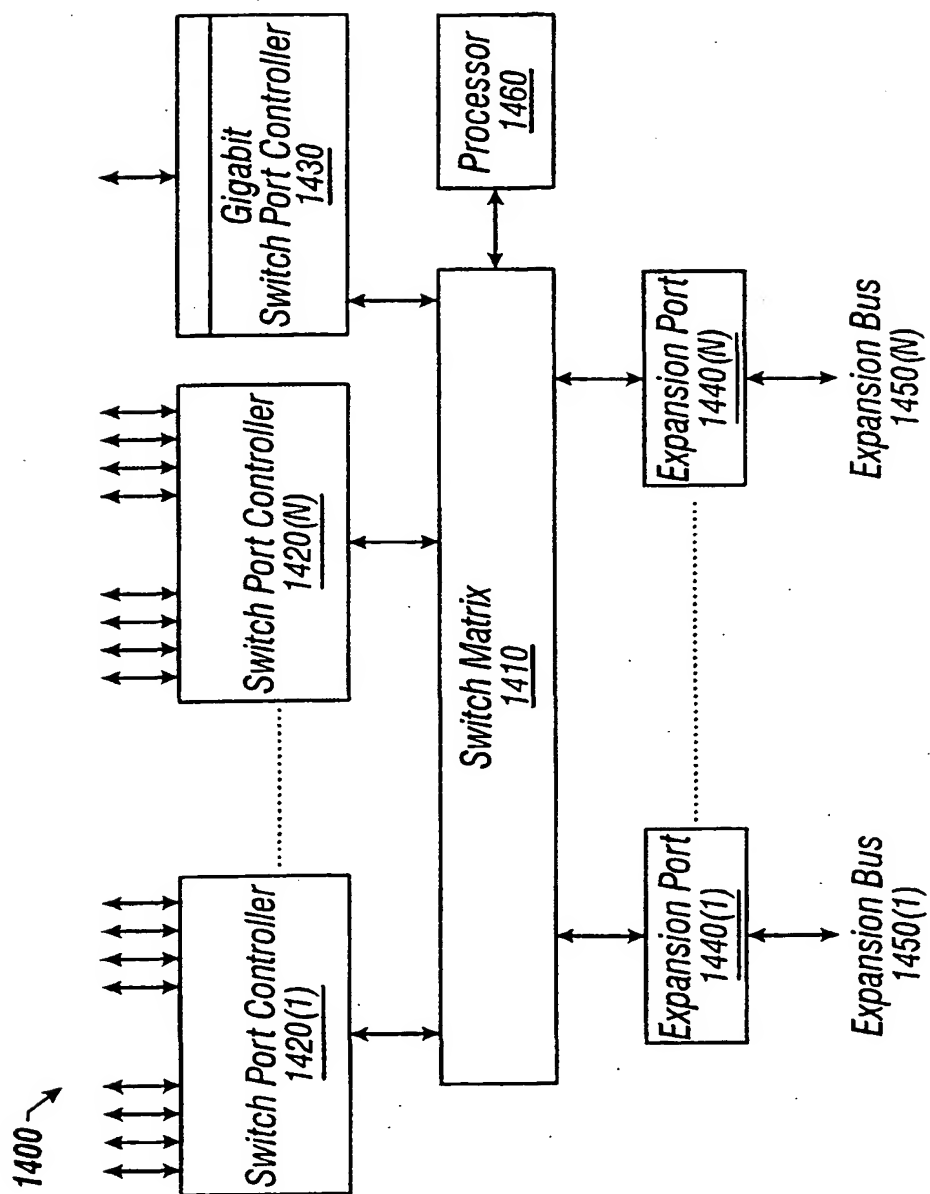 1400
Switch Port Controller
1420(1)
Switch Port Controller
1420(N)
Gigabit
Switch Port Controller
1430
Switch Matrix
1410
Processor
1460
Expansion Port
1440(1)
Expansion Port
1440(N)
Expansion Bus
1450(1)
Expansion Bus
1450(N)